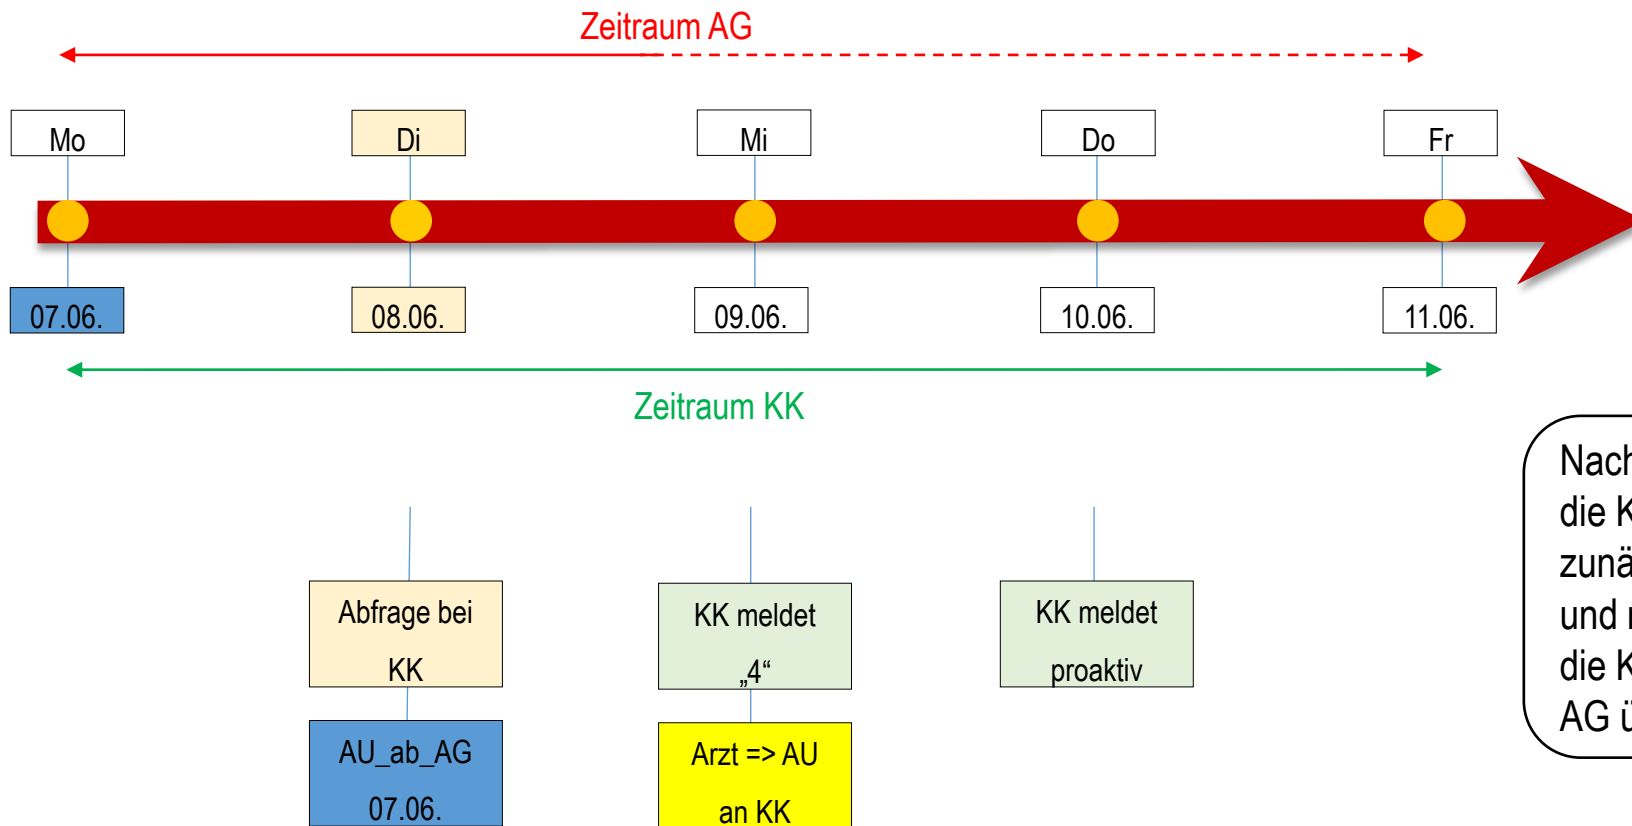 Zeitraum AG
Mo
Di
Mi
Do
Fr
07.06.
08.06.
09.06.
10.06.
11.06.
Zeitraum KK
Abfrage bei
KK
AU_ab_AG
07.06.
KK meldet
„4“
Arzt => AU
an KK
KK meldet
proaktiv
Nach
die K
zunä
und
die K
AG ü